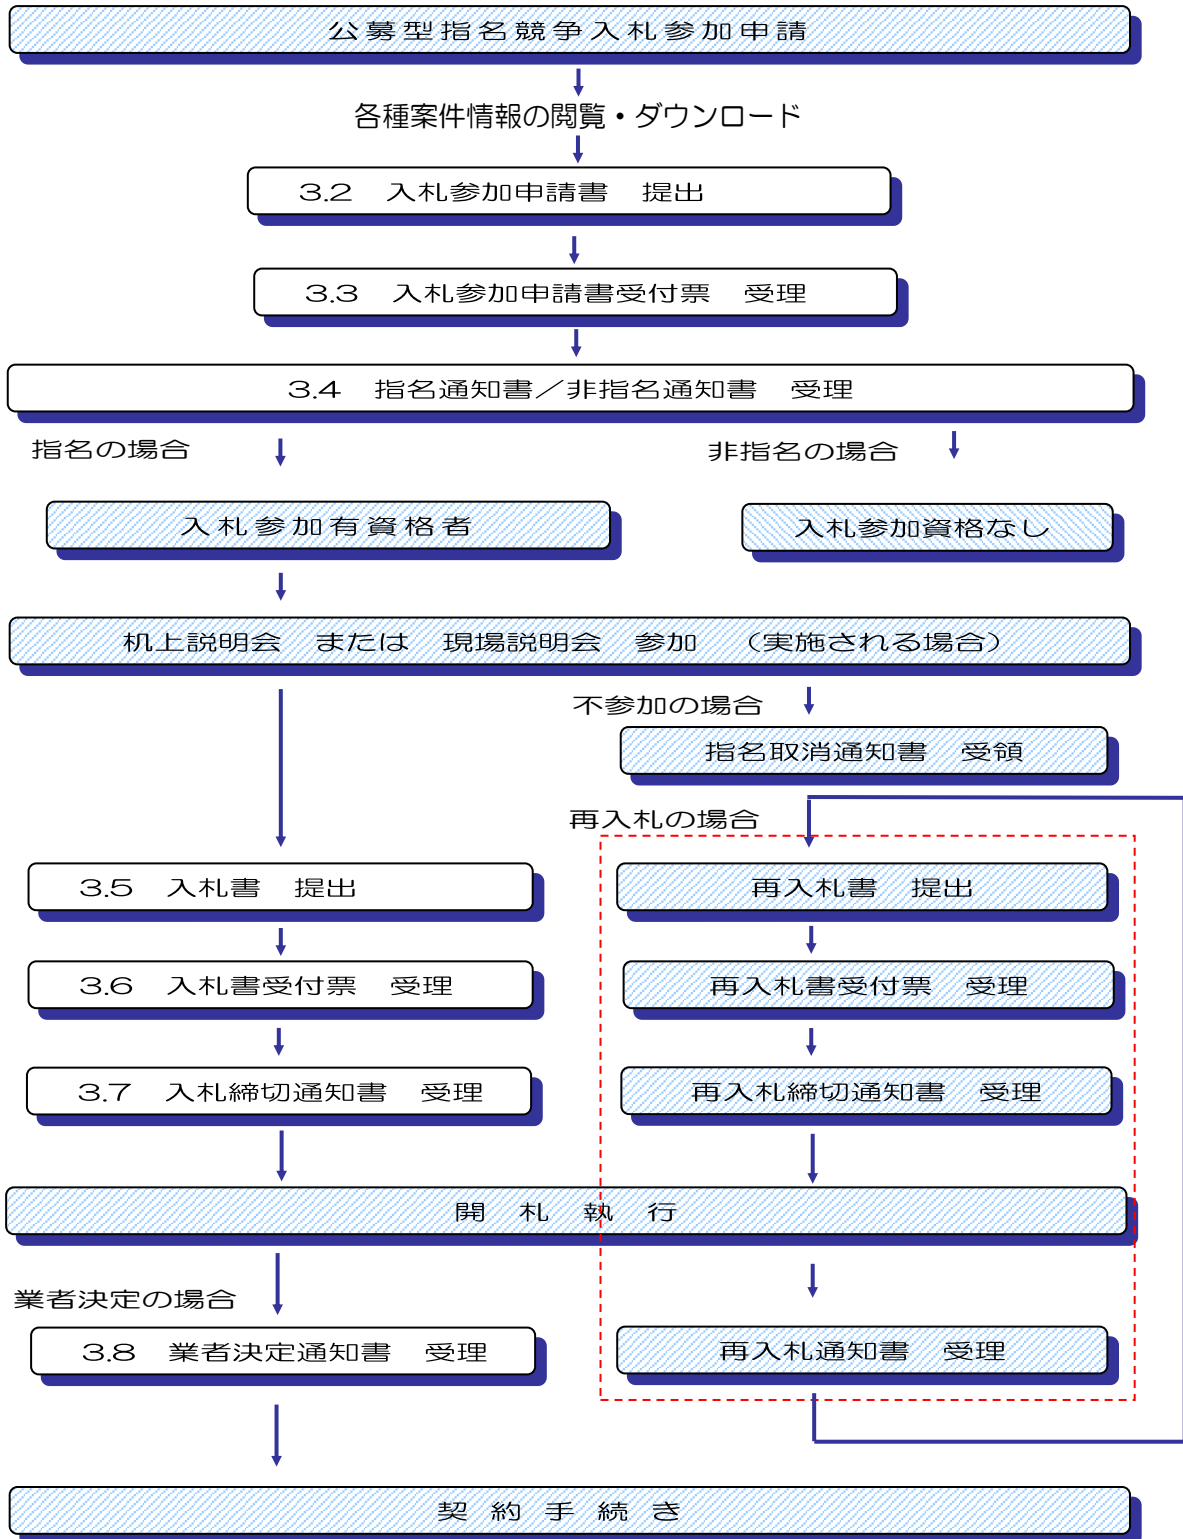 公募型指名競争入札参加申請
各種案件情報の閲覧・ダウンロード
3.2　入札参加申請書　提出
3.3　入札参加申請書受付票　受理
3.4　指名通知書／非指名通知書　受理
指名の場合
非指名の場合
入札参加有資格者
入札参加資格なし
机上説明会　または　現場説明会　参加　（実施される場合）
不参加の場合
指名取消通知書　受領
再入札の場合
3.5　入札書　提出
再入札書　提出
3.6　入札書受付票　受理
再入札書受付票　受理
3.7　入札締切通知書　受理
再入札締切通知書　受理
開　札　執　行
業者決定の場合
3.8　業者決定通知書　受理
再入札通知書　受理
契　約　手　続　き